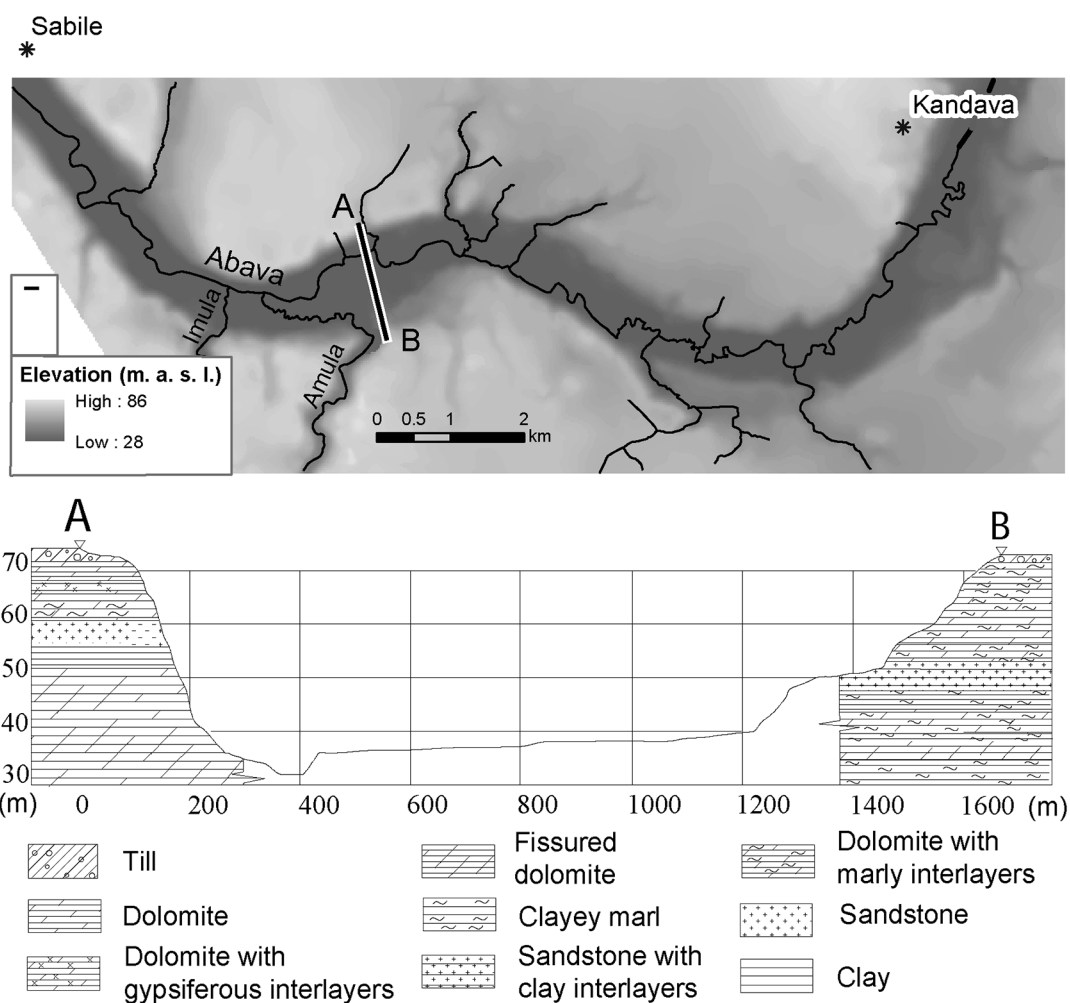 Sabile
Kandava
A
Abava
Imula
Amula
B
Elevation (m. a. s. l.)
High : 86
Low : 28
0 0.5 1 2
km
A B
70
60
50
40
30
(m) 0 200 400 600 800 1000 1200 1400 1600 (m)
Till
Fissured
dolomite
Dolomite with
marly interlayers
Dolomite
Clayey marl
Sandstone
Dolomite with
gypsiferous interlayers
Sandstone with
clay interlayers
Clay